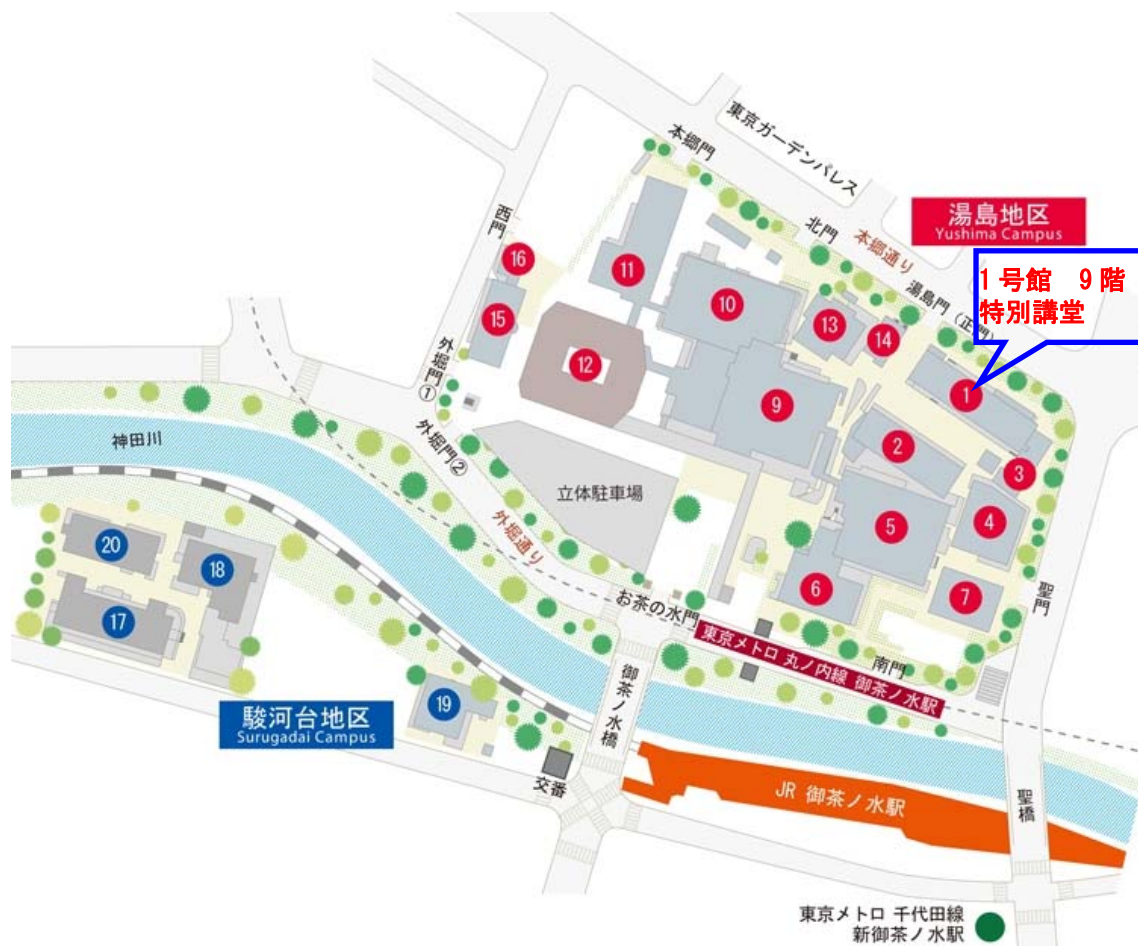 本郷門
東京ガーデンパレス
北門
本郷通り
湯島地区
Yushima Campus
湯島門（正門）
1号館　9階
特別講堂
西門
16
15
11
10
13
14
12
1
9
2
3
外堀門①
外堀門②
神田川
立体駐車場
5
4
外堀通り
6
7
聖門
20
18
17
お茶の水門
東京メトロ 丸ノ内線 御茶ノ水駅
南門
駿河台地区
Surugadai Campus
19
御茶ノ水橋
交番
JR 御茶ノ水駅
聖橋
東京メトロ 千代田線
新御茶ノ水駅